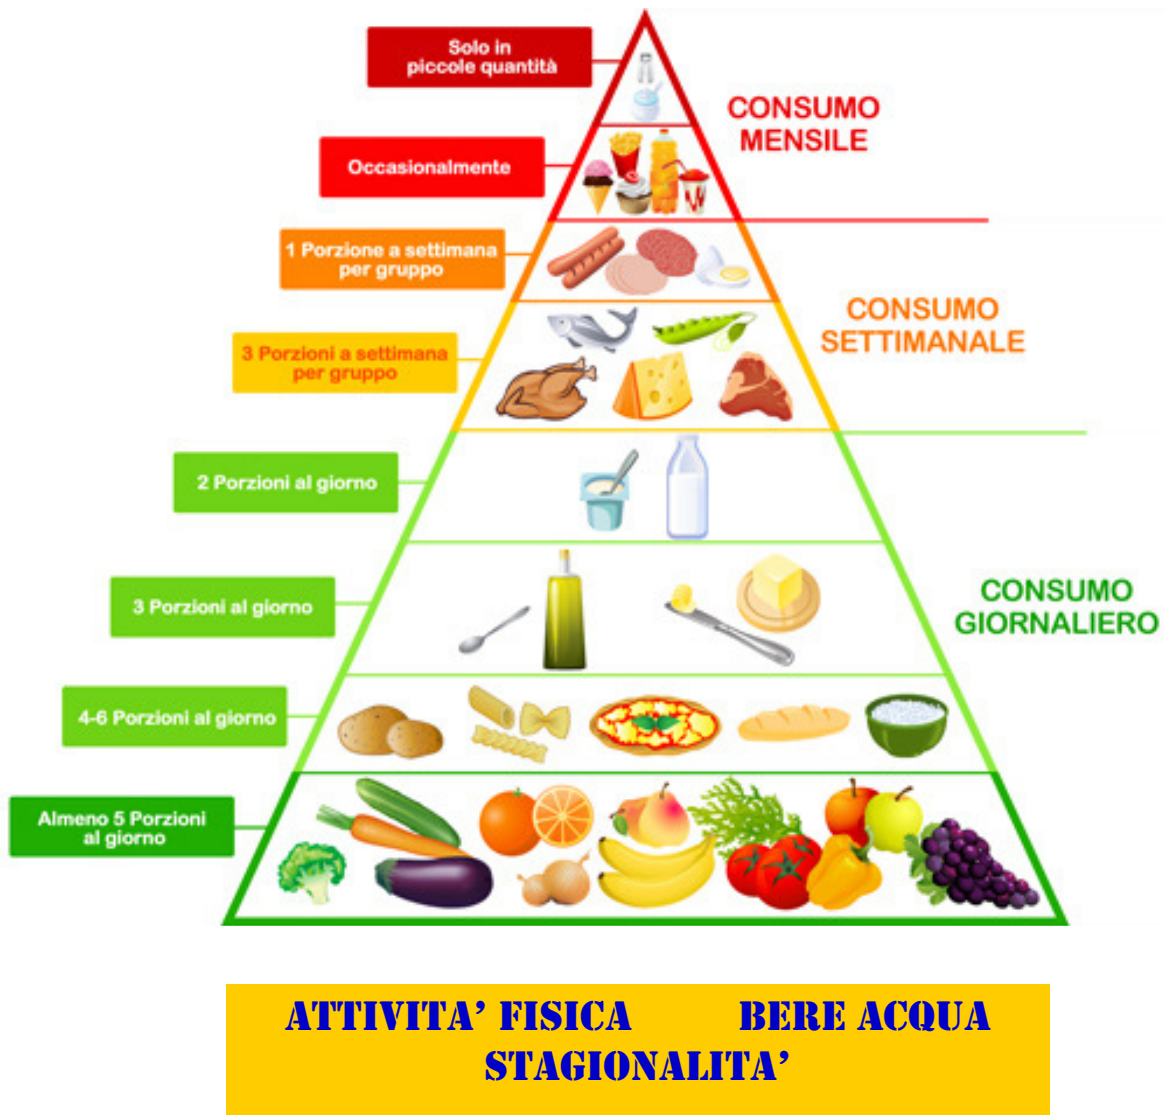 Solo in
piccole quantità
CONSUMO
MENSILE
Occasionalmente
1 Porzione a settimana
per gruppo
CONSUMO
SETTIMANALE
3 Porzioni a settimana
per gruppo
2 Porzioni al giorno
3 Porzioni al giorno
CONSUMO
GIORNALIERO
4-6 Porzioni al giorno
Almeno 5 Porzioni
al giorno
ATTIVITA’ FISICA BERE ACQUA
STAGIONALITA’